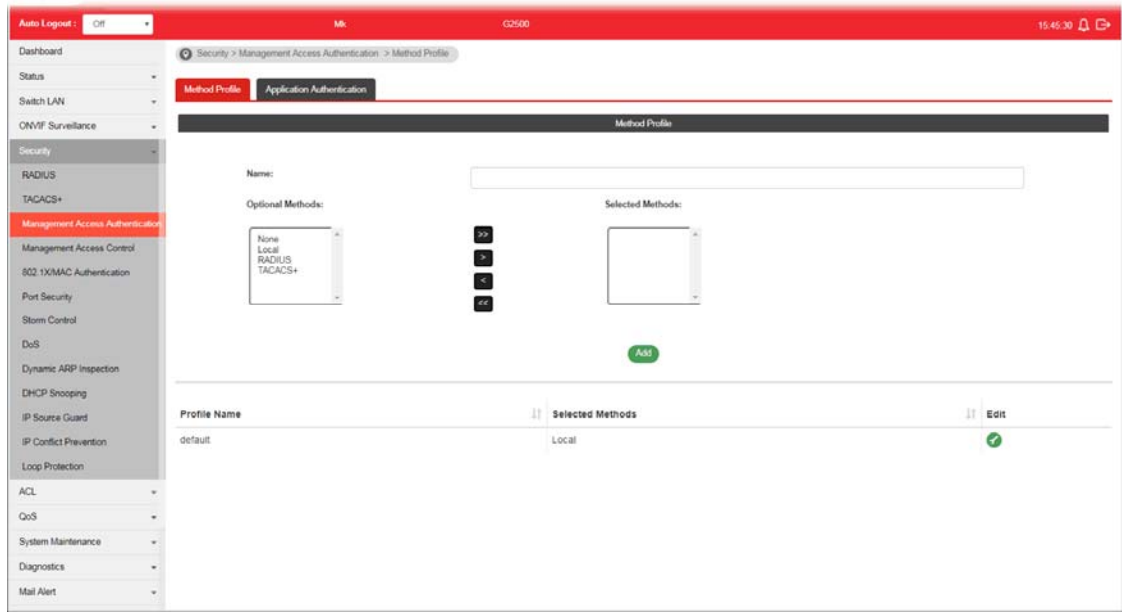 Auto Logout : Off
Mk
G2500
15:45:30
Dashboard
Status
Switch LAN
ONVIF Surveillance
Security
RADIUS
TACACS+
Management Access Authentication
Management Access Control
802.1X/MAC Authentication
Port Security
Storm Control
DoS
Dynamic ARP Inspection
DHCP Snooping
IP Source Guard
IP Conflict Prevention
Loop Protection
ACL
QoS
System Maintenance
Diagnostics
Mail Alert
Security > Management Access Authentication > Method Profile
Method Profile
Application Authentication
Method Profile
Name:
Optional Methods:
Selected Methods:
None
Local
RADIUS
TACACS+
>>
>
<
<<
Add
Profile Name
Selected Methods
Edit
default
Local